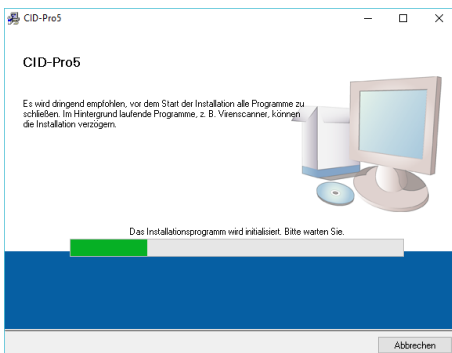 CID-Pro5
CID-Pro5
Es wird dringend empfohlen, vor dem Start der Installation alle Programme zu
schließen. Im Hintergrund laufende Programme, z. B. Virenscanner, können
die Installation verzögern.
Das Installationsprogramm wird initialisiert. Bitte warten Sie.
Abbrechen